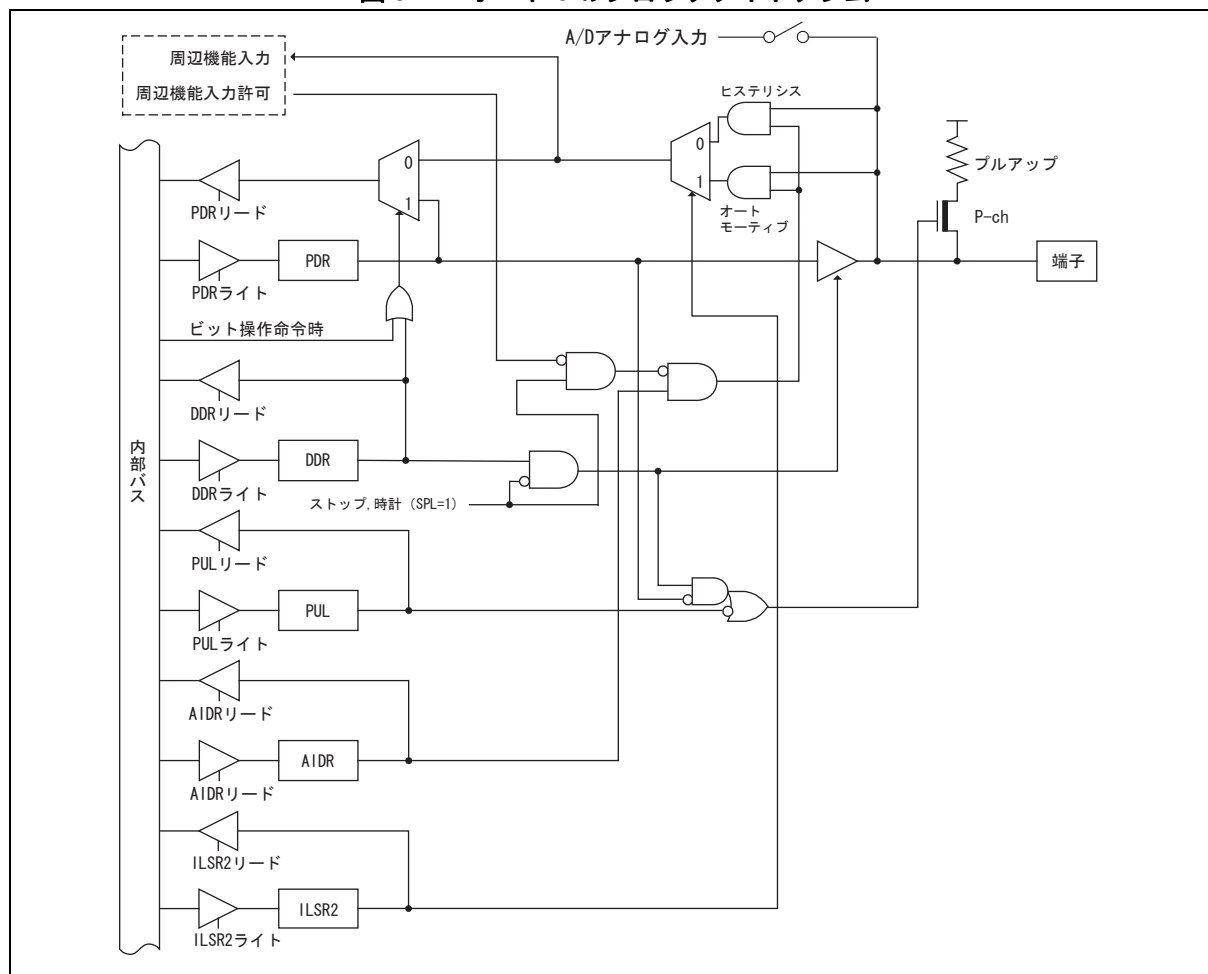 A/Dアナログ入力
周辺機能入力
周辺機能入力許可
ヒステリシス
プルアップ
0
0
1
1
オート
モーティブ
P-ch
PDRリード
PDR
端子
PDRライト
ビット操作命令時
DDRリード
内部バス
DDR
DDRライト
ストップ,時計 (SPL=1)
PULリード
PUL
PULライト
AIDRリード
AIDR
AIDRリード
ILSR2リード
ILSR2
ILSR2ライト